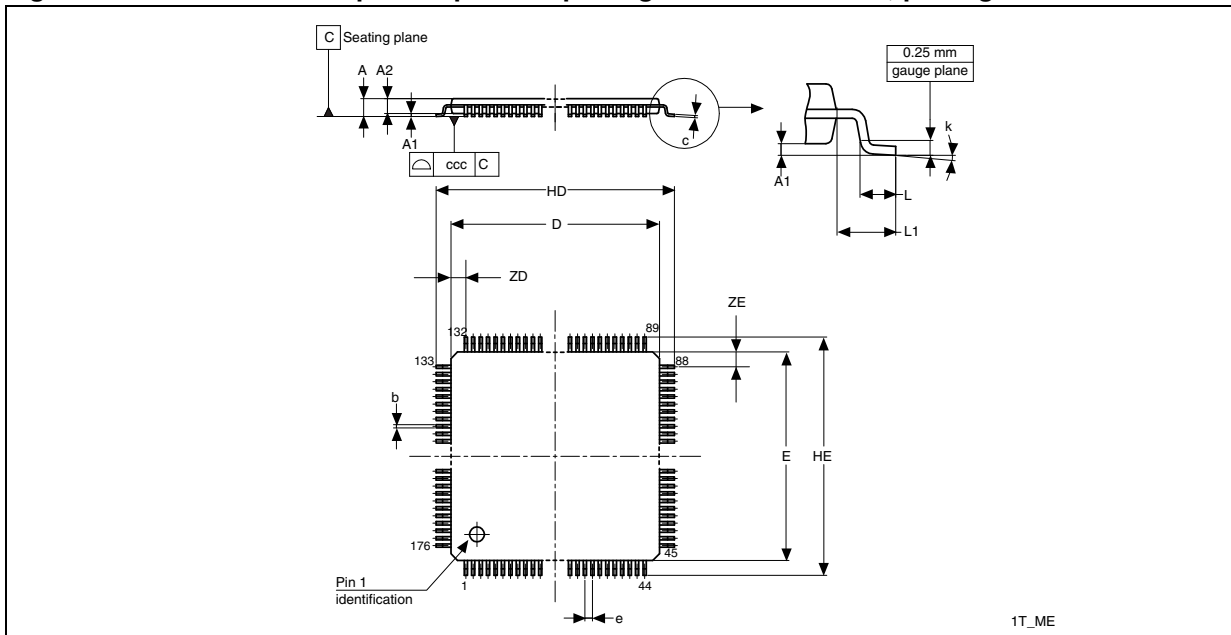 C Seating plane
A A2
A1
ccc C
c
0.25 mm
gauge plane
k
A1
L
L1
HD
D
ZD
ZE
132
89
133
88
b
E
HE
176
45
Pin 1
identification
1
44
e
1T_ME